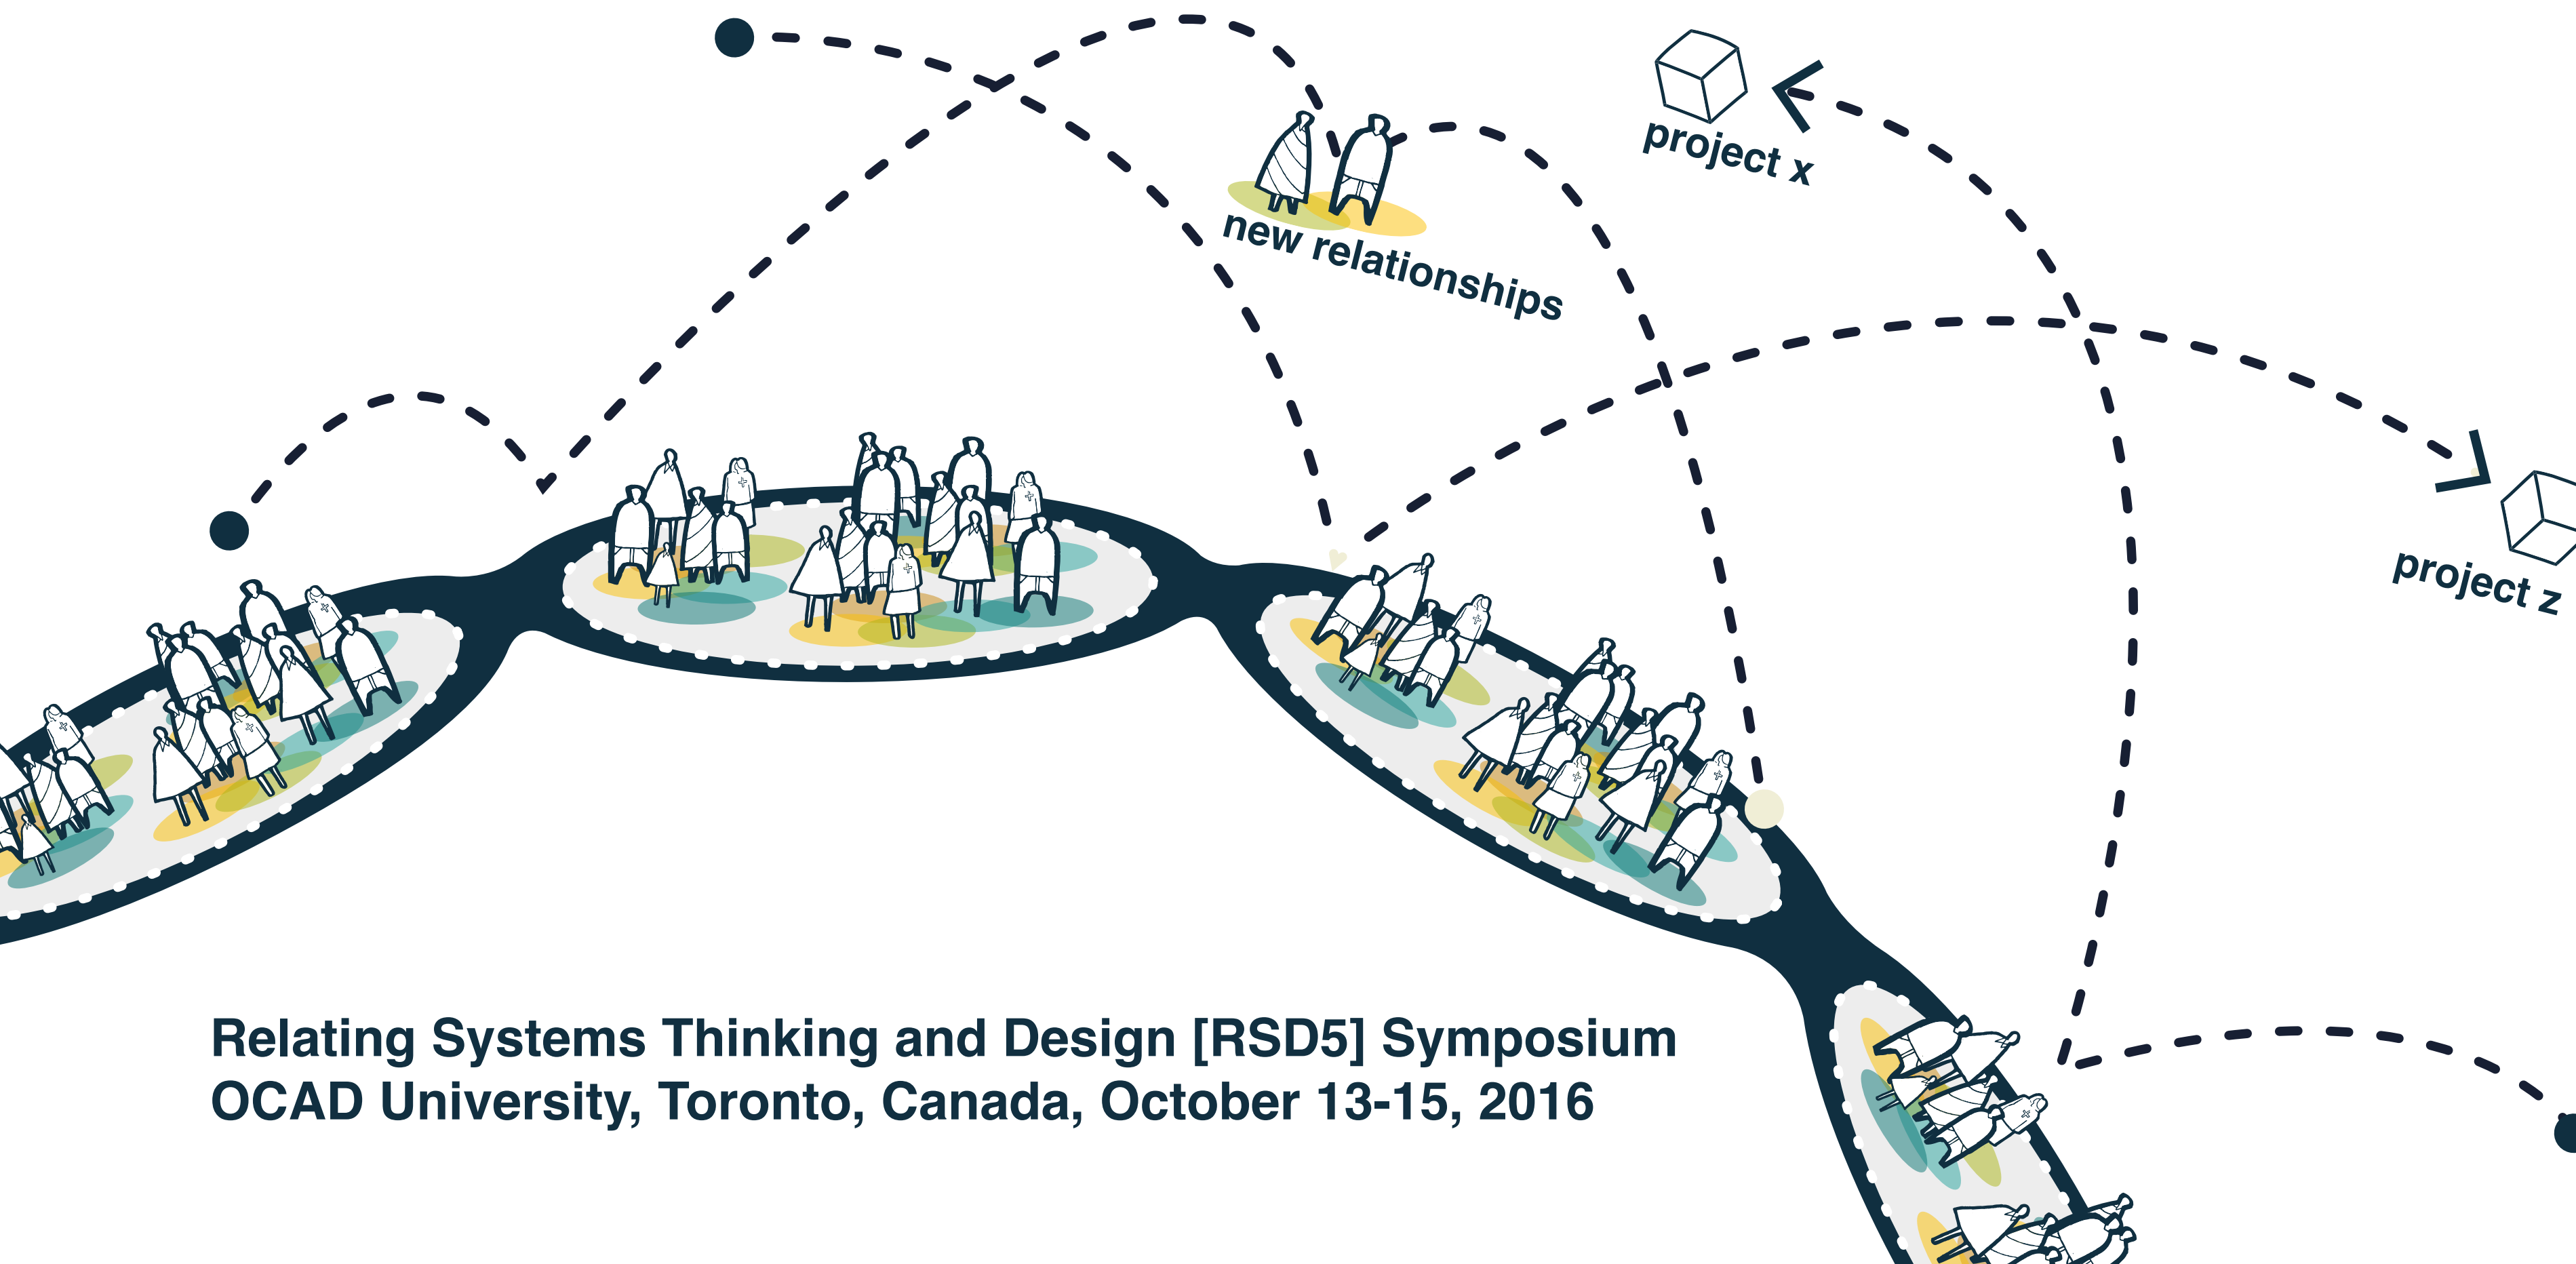 project x
new relationships
project z
Relating Systems Thinking and Design [RSD5] Symposium
OCAD University, Toronto, Canada, October 13-15, 2016